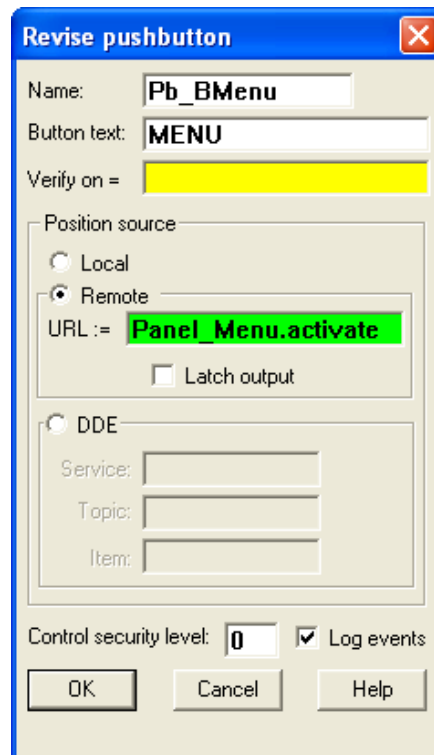 Revise pushbutton
Name: Pb_BMenu
Button text: MENU
Verify on =
Position source
Local
Remote
URL := Panel_Menu.activate
Latch output
DDE
Service:
Topic:
Item:
Control security level: 0 Log events
OK Cancel Help